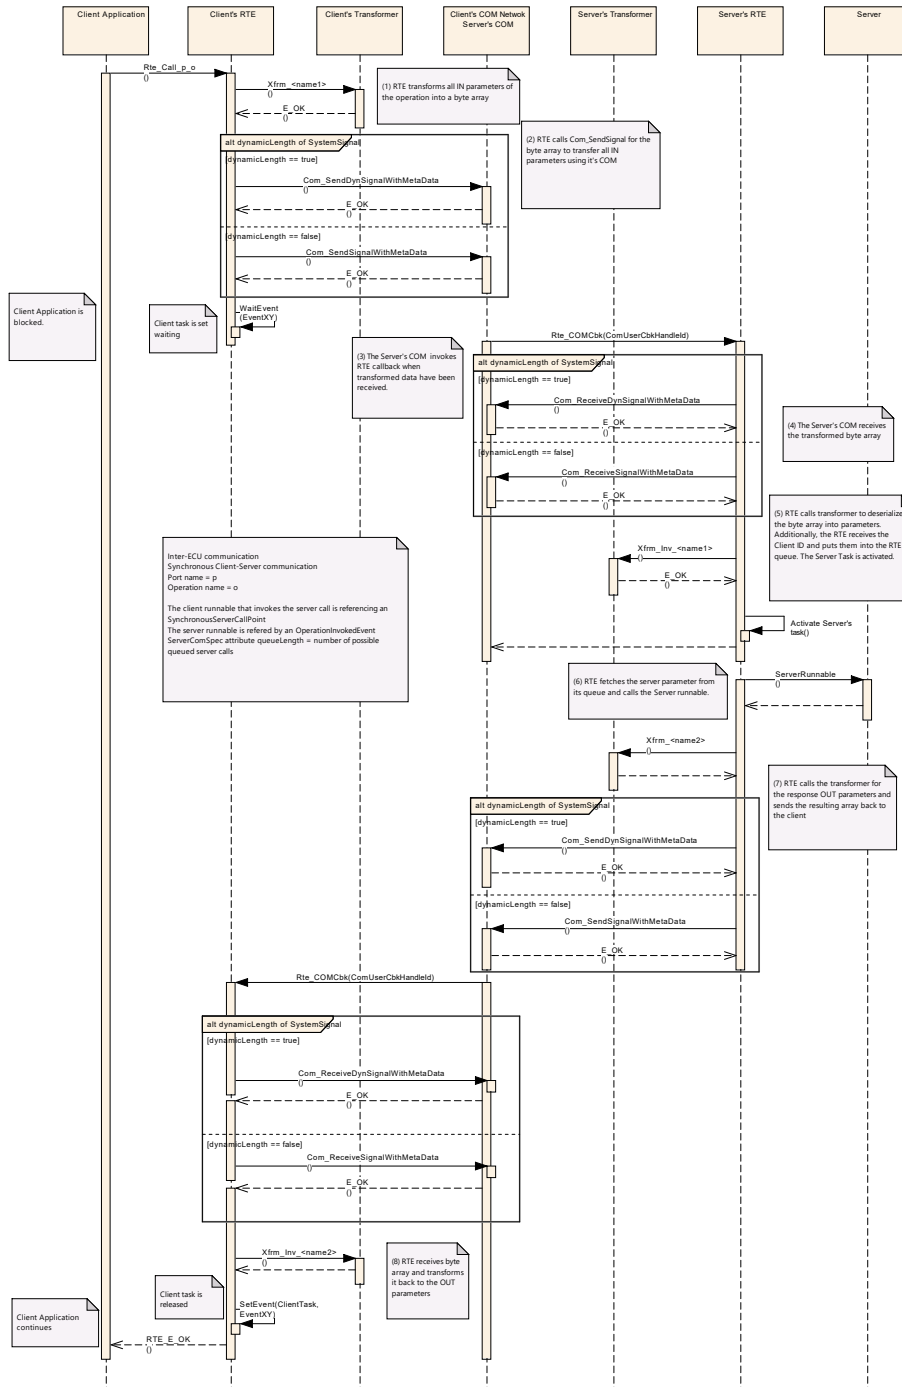 Client Application
Client's RTE
Client's Transformer
Client's COM Netwok
Server's COM
Server's Transformer
Server's RTE
Server
Rte_Call_p_o
()
Xfrm_<name1>
()
E_OK
()
(1) RTE transforms all IN parameters of
the operation into a byte array
(2) RTE calls Com_SendSignal for the
byte array to transfer all IN
parameters using it's COM
alt dynamicLength of SystemSignal
[dynamicLength == true]
Com_SendDynSignalWithMetaData
()
E_OK
()
[dynamicLength == false]
Com_SendSignalWithMetaData
()
E_OK
()
Client Application is
blocked.
Client task is set
waiting
WaitEvent
(EventXY)
Rte_COMCbk(ComUserCbkHandleId)
(3) The Server's COM invokes
RTE callback when
transformed data have been
received.
alt dynamicLength of SystemSignal
[dynamicLength == true]
Com_ReceiveDynSignalWithMetaData
()
E_OK
()
(4) The Server's COM receives
the transformed byte array
[dynamicLength == false]
Com_ReceiveSignalWithMetaData
()
E_OK
()
(5) RTE calls transformer to deserialize
the byte array into parameters.
Additionally, the RTE receives the
Client ID and puts them into the RTE
queue. The Server Task is activated.
Inter-ECU communication
Synchronous Client-Server communication
Port name = p
Operation name = o
The client runnable that invokes the server call is referencing an
SynchronousServerCallPoint
The server runnable is refered by an OperationInvokedEvent
ServerComSpec attribute queueLength = number of possible
queued server calls
Xfrm_Inv_<name1>
()
E_OK
()
Activate Server's
task()
(6) RTE fetches the server parameter from
its queue and calls the Server runnable.
ServerRunnable
()
Xfrm_<name2>
()
(7) RTE calls the transformer for
the response OUT parameters and
sends the resulting array back to
the client
alt dynamicLength of SystemSignal
[dynamicLength == true]
Com_SendDynSignalWithMetaData
()
E_OK
()
[dynamicLength == false]
Com_SendSignalWithMetaData
()
E_OK
()
Rte_COMCbk(ComUserCbkHandleId)
alt dynamicLength of SystemSignal
[dynamicLength == true]
Com_ReceiveDynSignalWithMetaData
()
E_OK
()
[dynamicLength == false]
Com_ReceiveSignalWithMetaData
()
E_OK
()
Xfrm_Inv_<name2>
()
(8) RTE receives byte
array and transforms
it back to the OUT
parameters
Client task is
released
SetEvent(ClientTask,
EventXY)
Client Application
continues
RTE_E_OK
()